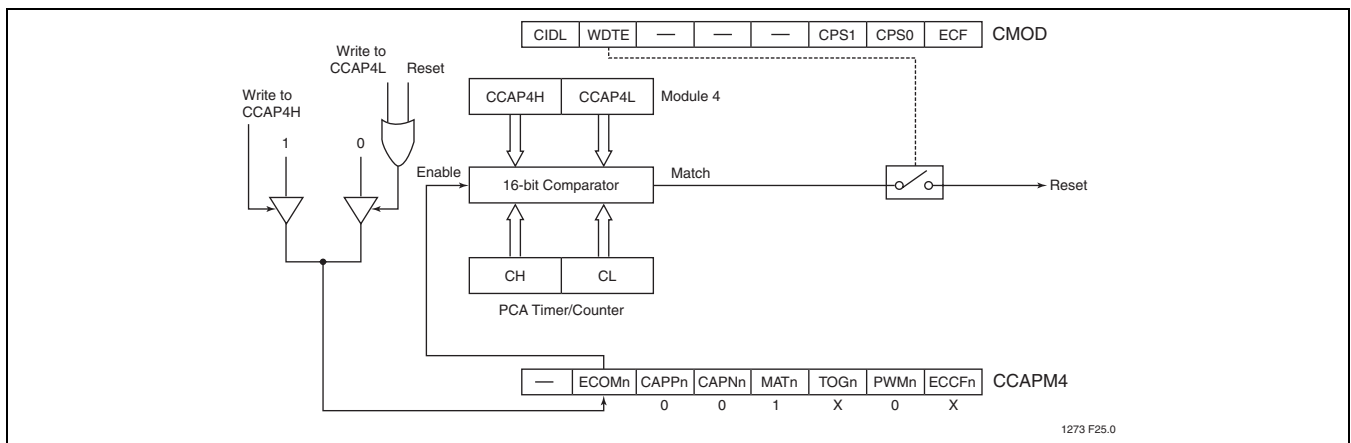 CIDL WDTE — — — CPS1 CPS0 ECF CMOD
Write to
CCAP4L Reset
Write to
CCAP4H
CCAP4H CCAP4L Module 4
1 0
Enable
16-bit Comparator
Match
Reset
CH CL
PCA Timer/Counter
— ECOMn CAPPn CAPNn MATn TOGn PWMn ECCFn CCAPM4
0 0 1 X 0 X
1273 F25.0